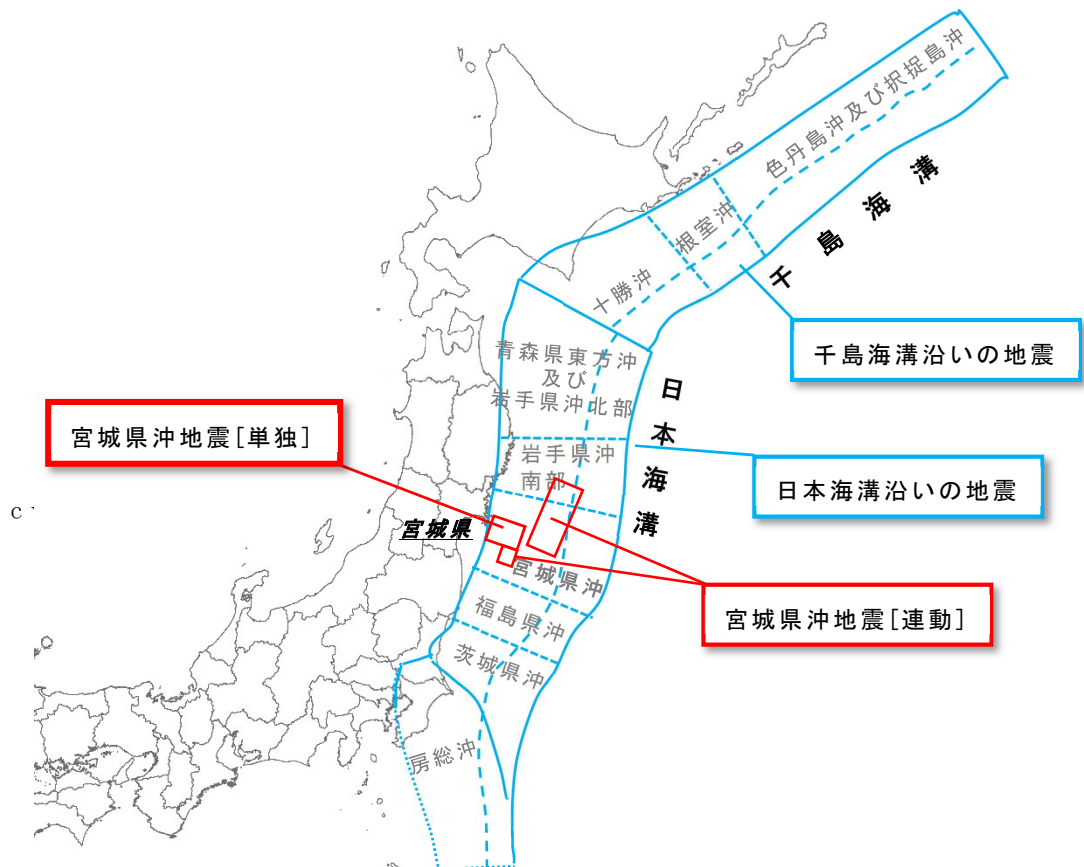 色丹島沖及び択捉島沖
千島海溝
根室沖
十勝沖
千島海溝沿いの地震
青森県東方沖
及び
岩手県沖北部
日本海溝
宮城県沖地震[単独]
岩手県沖
南部
日本海溝沿いの地震
c
宮城県
宮城県沖
福島県沖
宮城県沖地震[連動]
茨城県沖
房総沖